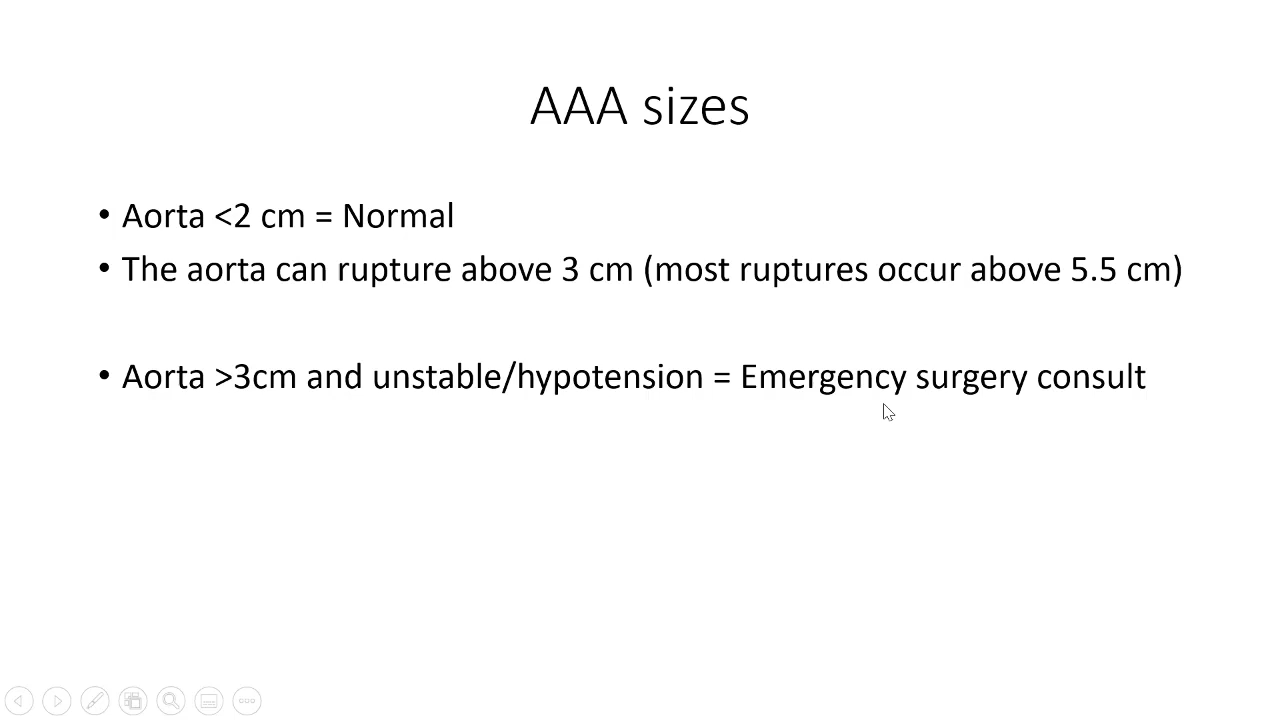 AAA sizes
• Aorta <2 cm = Normal
• The aorta can rupture above 3 cm (most ruptures occur above 5.5 cm)
• Aorta >3cm and unstable/hypotension = Emergency surgery consult